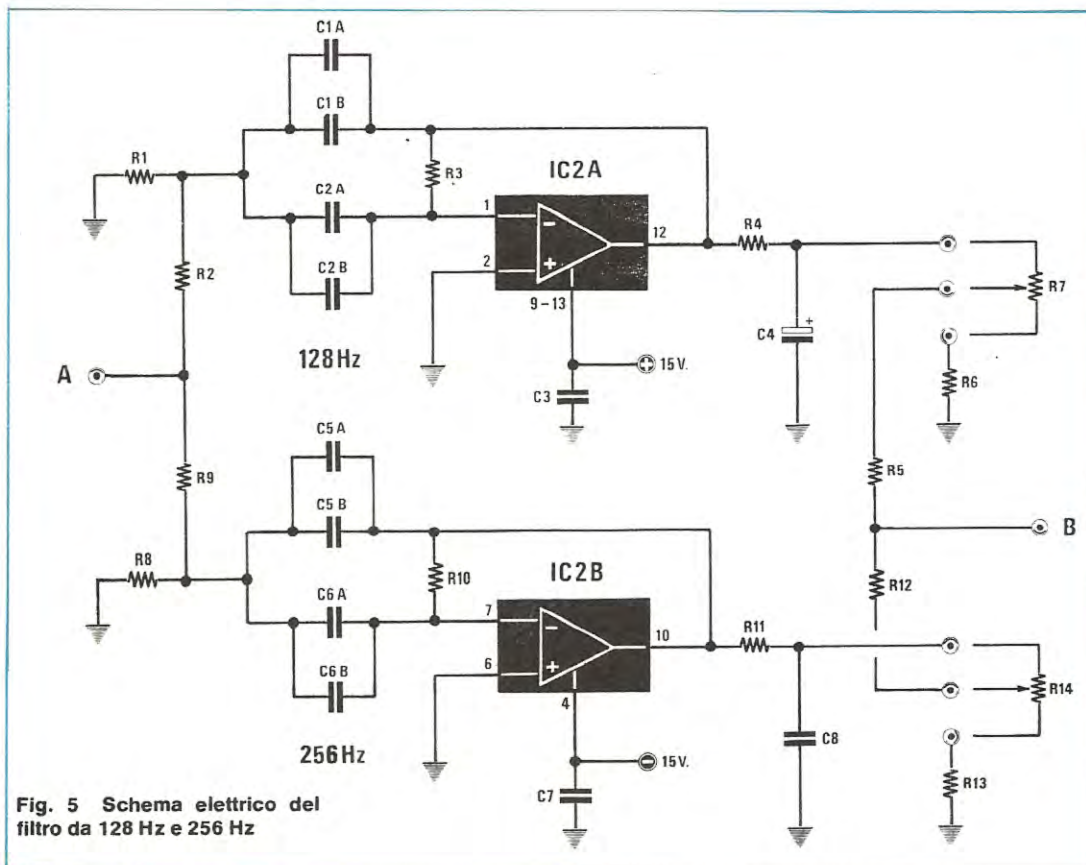 C1 A
C1 B
R1
R3
IC2A
C2 A
1
12
R4
R2
C2 B
2
9-13
R7
C4
+
128Hz
15 V.
A
C3
R6
C5 A
R9
C5 B
R5
B
R8
R10
IC2B
R12
C6 A
7
10
R11
C6 B
6
4
R14
256Hz
15 V.
C8
C7
R13
Fig. 5 Schema elettrico del
filtro da 128 Hz e 256 Hz